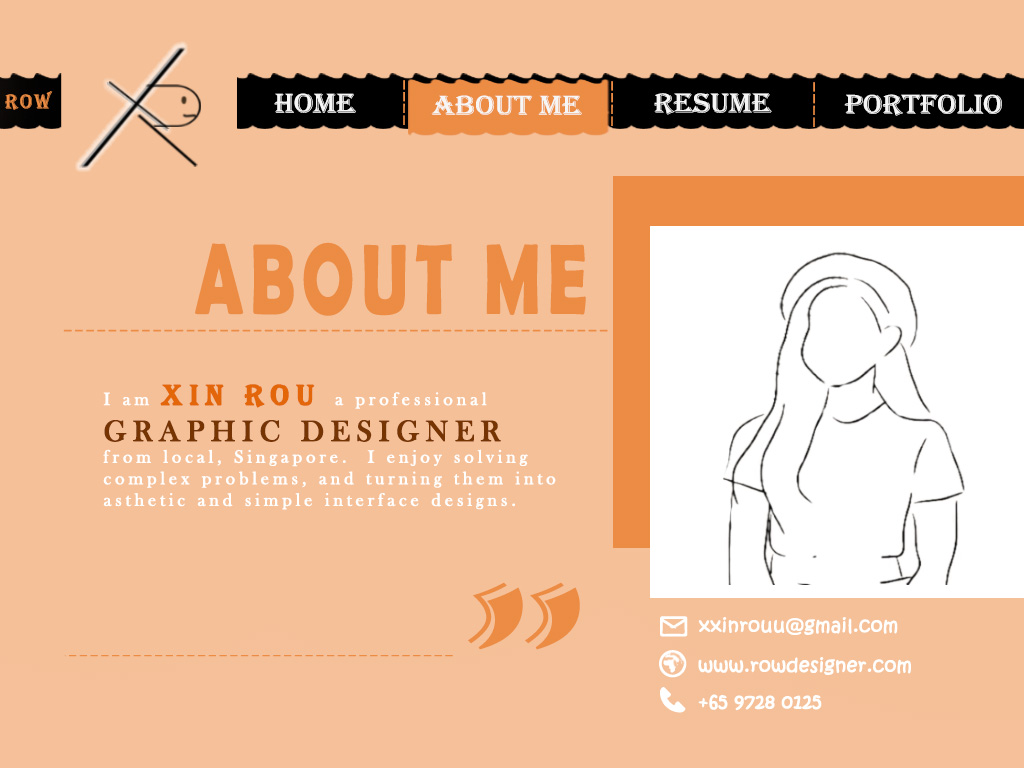 ROW
HOME
ABOUT ME
RESUME
PORTFOLIO
ABOUT ME
I am XIN ROU a professional
GRAPHIC DESIGNER
from local, Singapore. I enjoy solving
complex problems, and turning them into
asthetic and simple interface designs.
xxinrouu@gmail.com
www.rowdesigner.com
+65 9728 0125